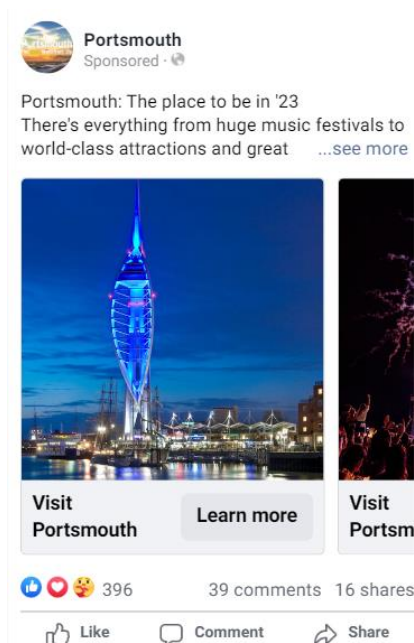 Portsmouth
Sponsored ·
Portsmouth: The place to be in '23
There's everything from huge music festivals to
world-class attractions and great ...see more
Visit
Portsmouth
Learn more
Visit
Portsm
396
39 comments 16 shares
Like Comment Share